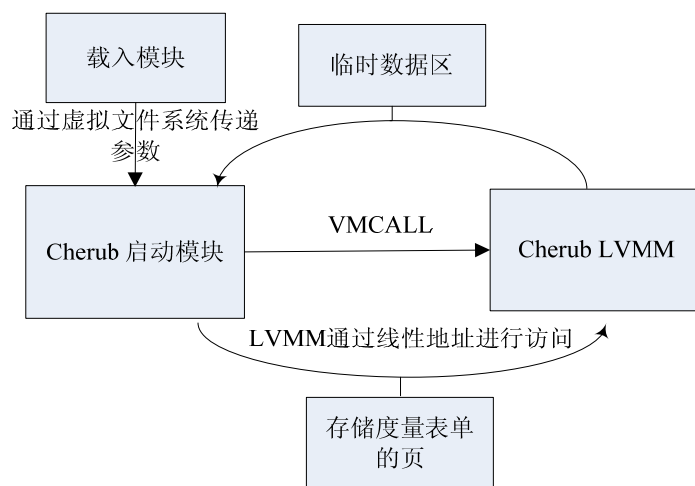 载入模块
临时数据区
通过虚拟文件系统传递
参数
Cherub 启动模块
VMCALL
Cherub LVMM
LVMM通过线性地址进行访问
存储度量表单
的页